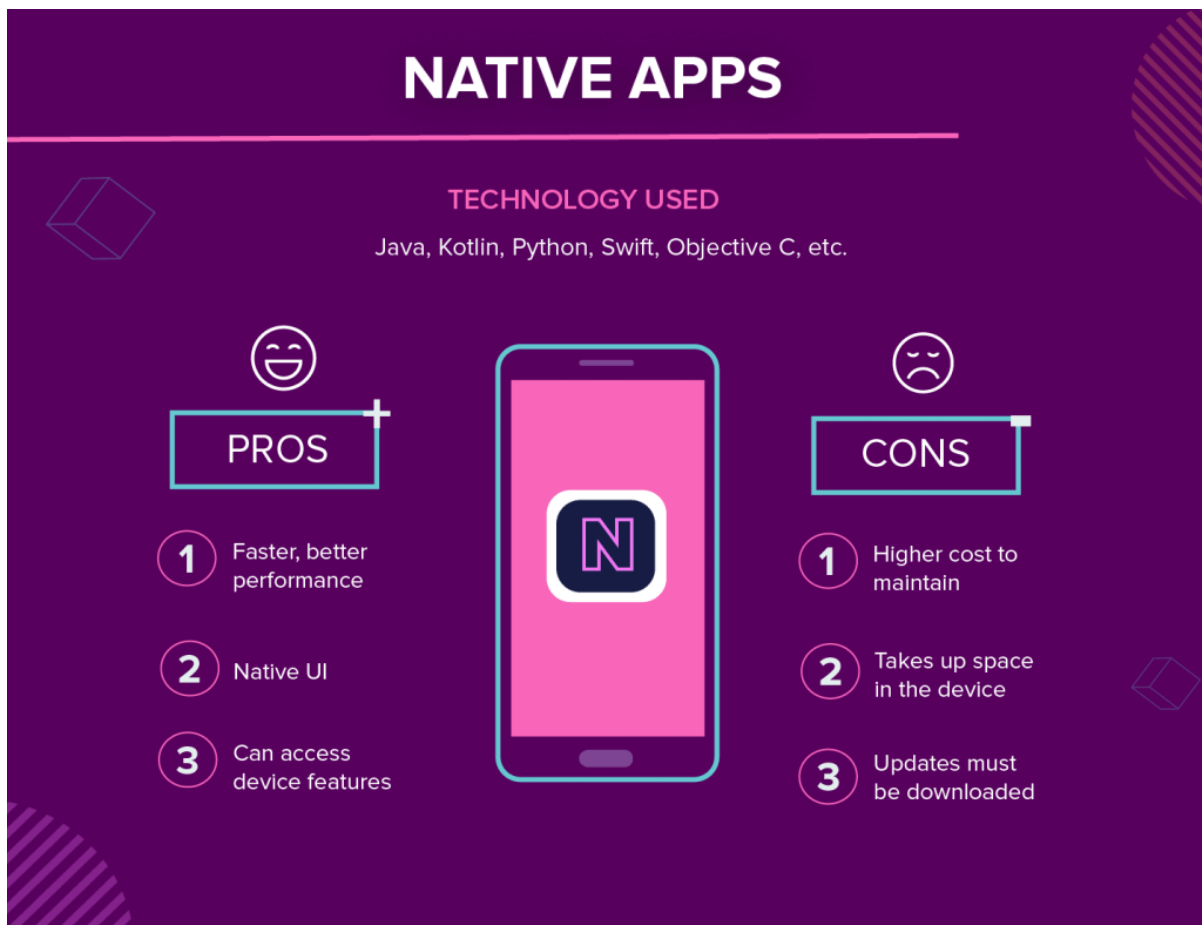 NATIVE APPS
TECHNOLOGY USED
Java, Kotlin, Python, Swift, Objective C, etc.
PROS
1
Faster, better
performance
2
Native UI
3
Can access
device features
N
CONS
1
Higher cost to
maintain
2
Takes up space
in the device
3
Updates must
be downloaded